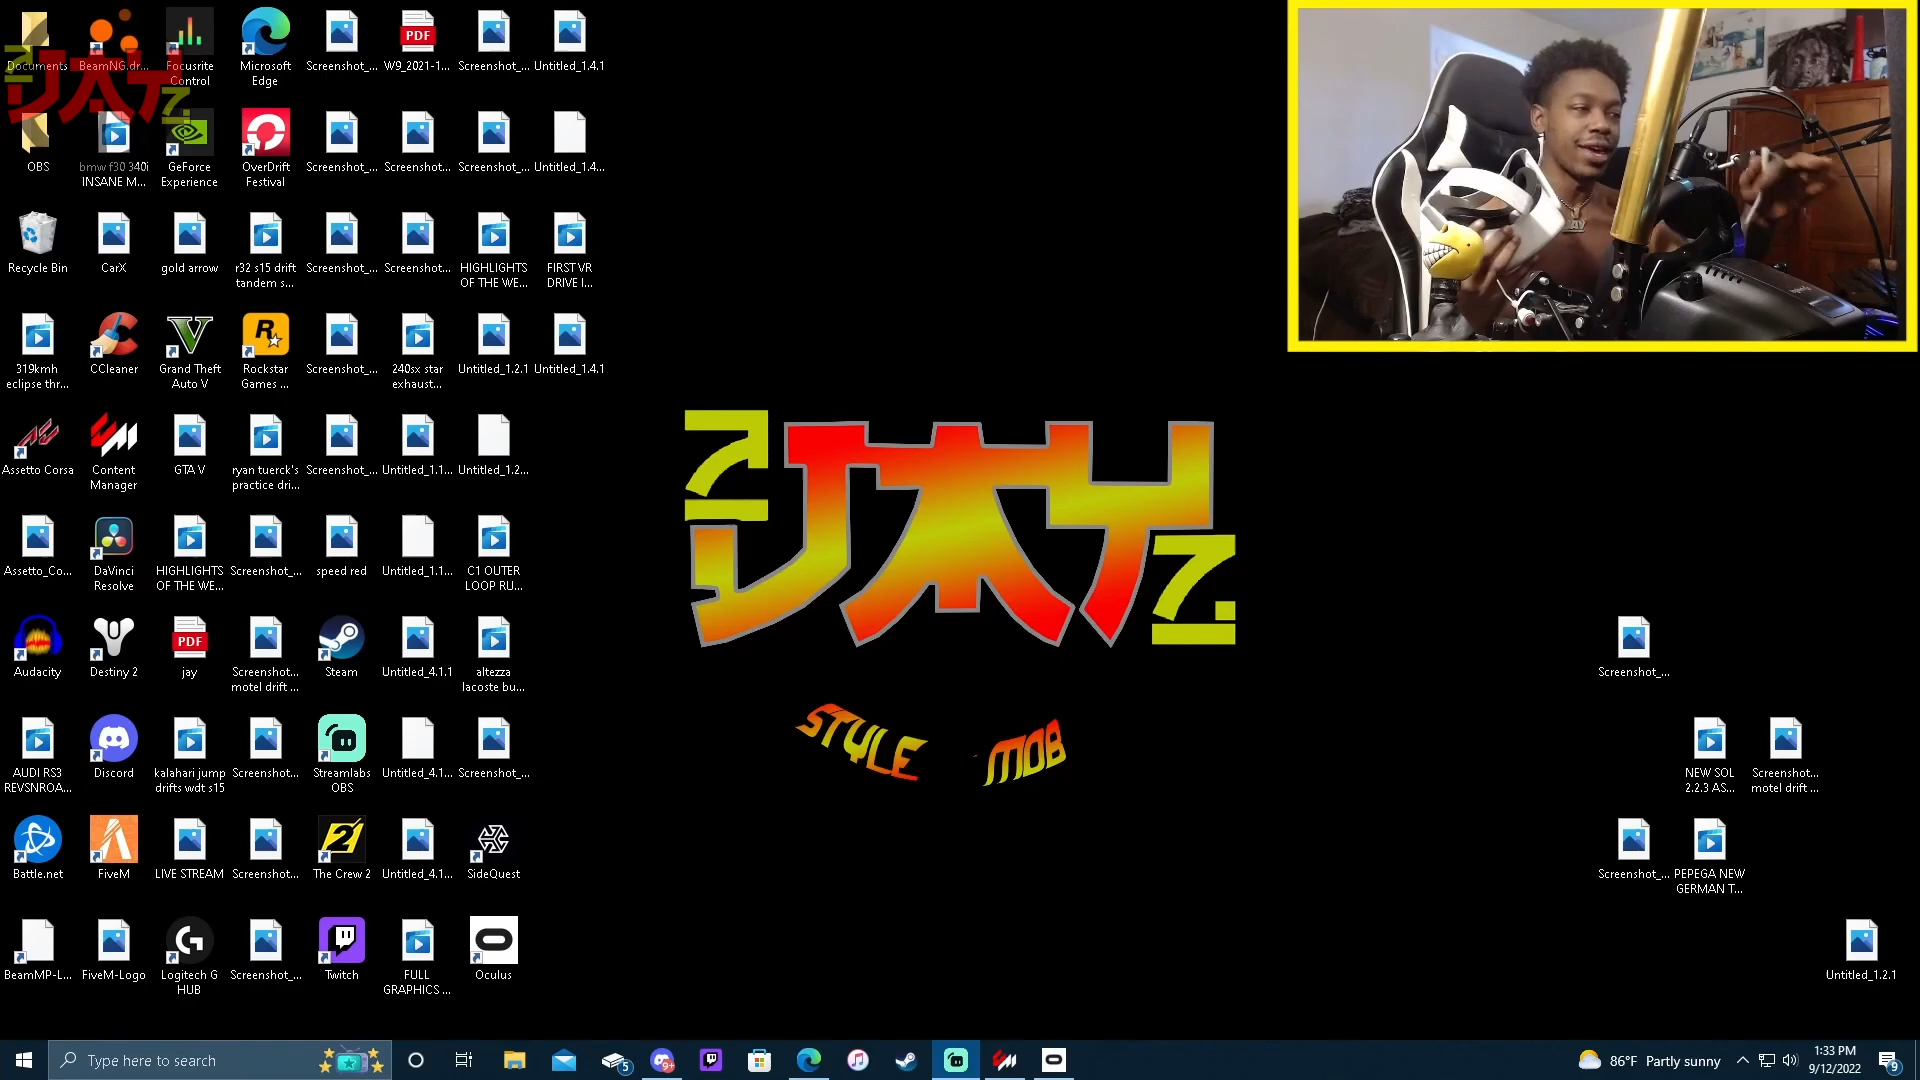 Documents
BeamNG.dr...
Focusrite
Control
Microsoft
Edge
Screenshot_...
PDF
W9_2021-1...
Screenshot_...
Untitled_1.4.1
OBS
bmw f30 340i
INSANE M...
GeForce
Experience
OverDrift
Festival
Screenshot_...
Screenshot...
Screenshot_...
Untitled_1.4...
Recycle Bin
CarX
gold arrow
r32 s15 drift
tandem s...
Screenshot_...
Screenshot...
HIGHLIGHTS
OF THE WE...
FIRST VR
DRIVE I...
319kmh
eclipse thr...
CCleaner
Grand Theft
Auto V
Rockstar
Games ...
Screenshot_...
240sx star
exhaust...
Untitled_1.2.1
Untitled_1.4.1
Assetto Corsa
Content
Manager
GTA V
ryan tuerck's
practice dri...
Screenshot_...
Untitled_1.1...
Untitled_1.2...
Assetto_Co...
DaVinci
Resolve
HIGHLIGHTS
OF THE WE...
Screenshot_...
speed red
Untitled_1.1...
C1 OUTER
LOOP RU...
Audacity
Destiny 2
PDF
jay
Screenshot...
motel drift ...
Steam
Untitled_4.1.1
altezza
lacoste bu...
AUDI RS3
REVSNROA...
Discord
kalahari jump
drifts wdt s15
Screenshot...
Streamlabs
OBS
Untitled_4.1...
Screenshot_...
Battle.net
FiveM
LIVE STREAM
Screenshot...
The Crew 2
Untitled_4.1...
SideQuest
BeamMP-L...
FiveM-Logo
Logitech G
HUB
Screenshot_...
Twitch
FULL
GRAPHICS ...
Oculus
JAY
STYLE MOB
Screenshot_...
NEW SOL
2.2.3 AS...
Screenshot...
motel drift ...
Screenshot_...
PEPEGA NEW
GERMAN T...
Untitled_1.2.1
Type here to search
5
9+
86°F Partly sunny
1:33 PM
9/12/2022
9